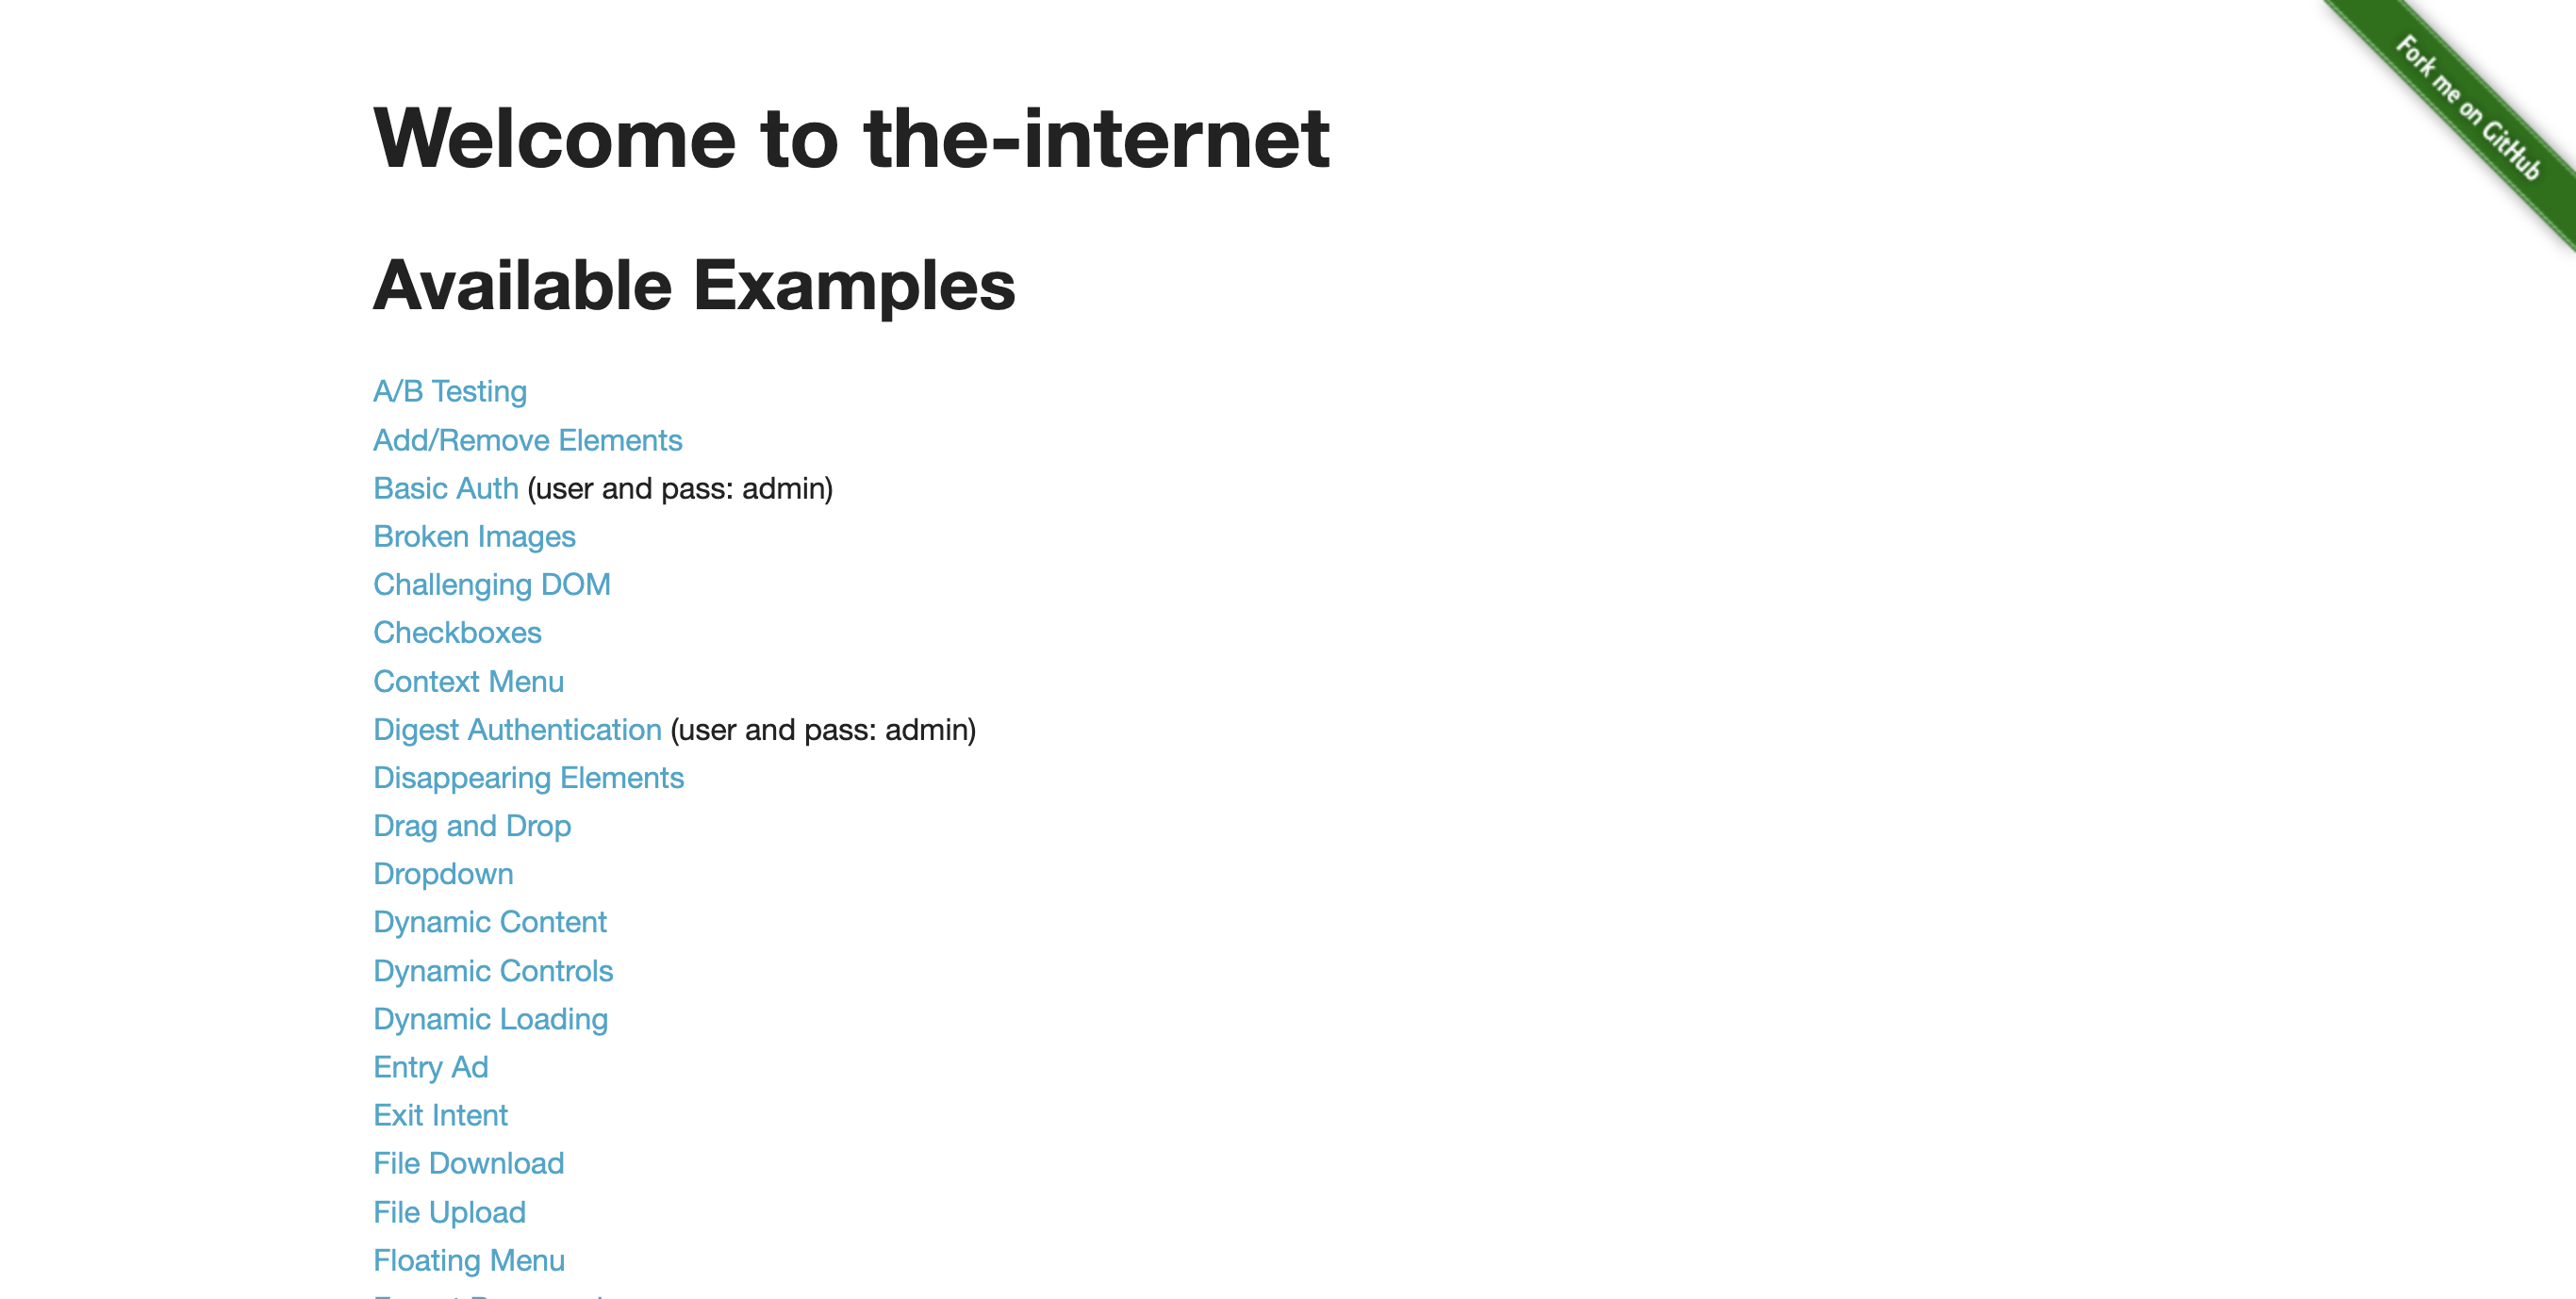 Fork me on GitHub
Welcome to the-internet
Available Examples
A/B Testing
Add/Remove Elements
Basic Auth (user and pass: admin)
Broken Images
Challenging DOM
Checkboxes
Context Menu
Digest Authentication (user and pass: admin)
Disappearing Elements
Drag and Drop
Dropdown
Dynamic Content
Dynamic Controls
Dynamic Loading
Entry Ad
Exit Intent
File Download
File Upload
Floating Menu